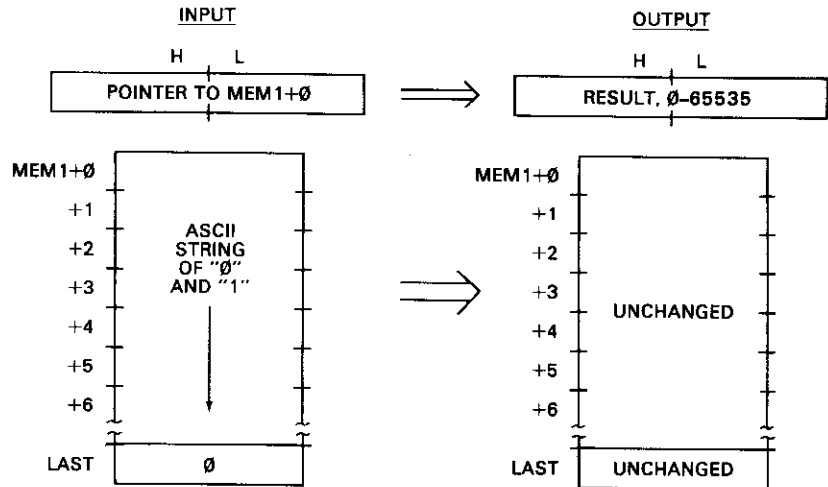 INPUT
H L
POINTER TO MEM1+Ø
MEM1+Ø
+1
+2
+3
+4
+5
+6
LAST
ASCII
STRING
OF "Ø"
AND "1"
Ø
OUTPUT
H L
RESULT, Ø–65535
MEM1+Ø
+1
+2
+3
+4
+5
+6
LAST
UNCHANGED
UNCHANGED